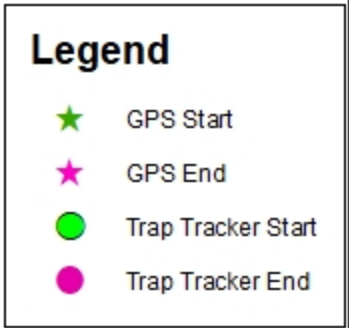 Legend
GPS Start
GPS End
Trap Tracker Start
Trap Tracker End